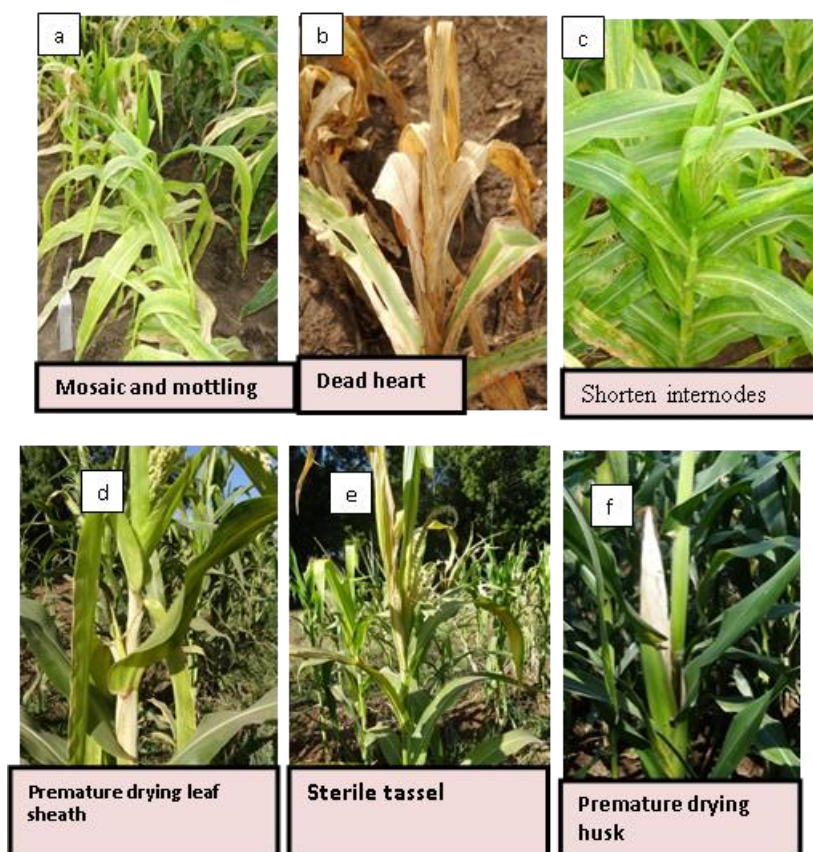 a
b
c
Mosaic and mottling
Dead heart
Shorten internodes
d
e
f
Premature drying leaf
sheath
Sterile tassel
Premature drying
husk